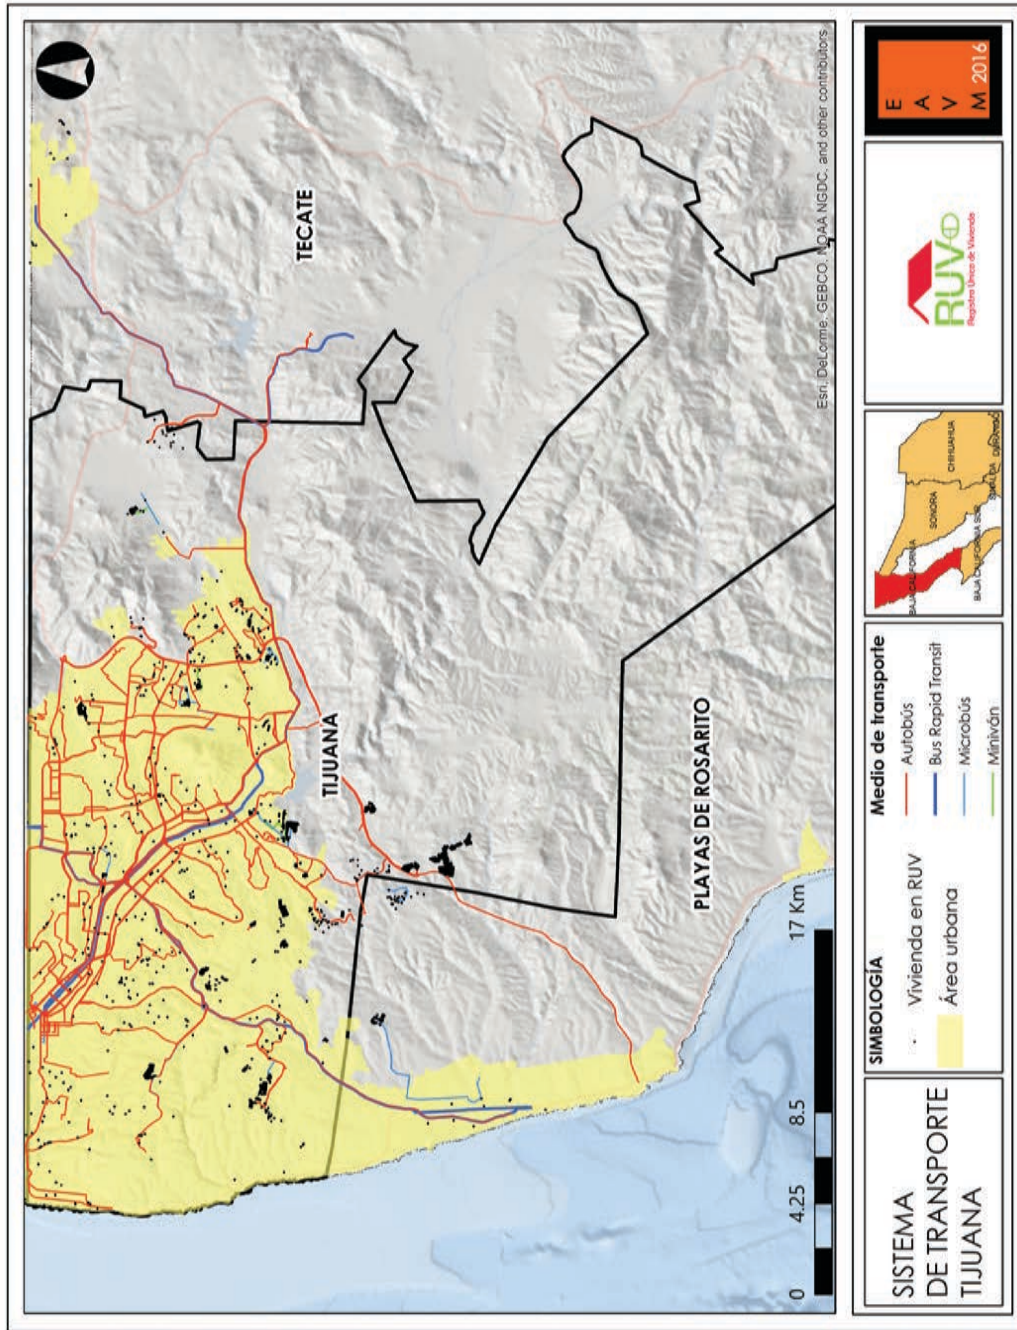 TECATE
TIJUANA
PLAYAS DE ROSARITO
Esri, DeLorme, GEBCO, NOAA NGDC, and other contributors
0 4.25 8.5 17 Km
SISTEMA
DE TRANSPORTE
TIJUANA
SIMBOLOGÍA
Vivienda en RUV
Área urbana
Medio de transporte
Autobús
Bus Rapid Transit
Microbús
Miniván
BAJA CALIFORNIA
SONORA
CHIHUAHUA
BAJA CALIFORNIA SUR
SINALOA
DURANGO
RUV
Registro Único de Vivienda
E
A
V
M 2016